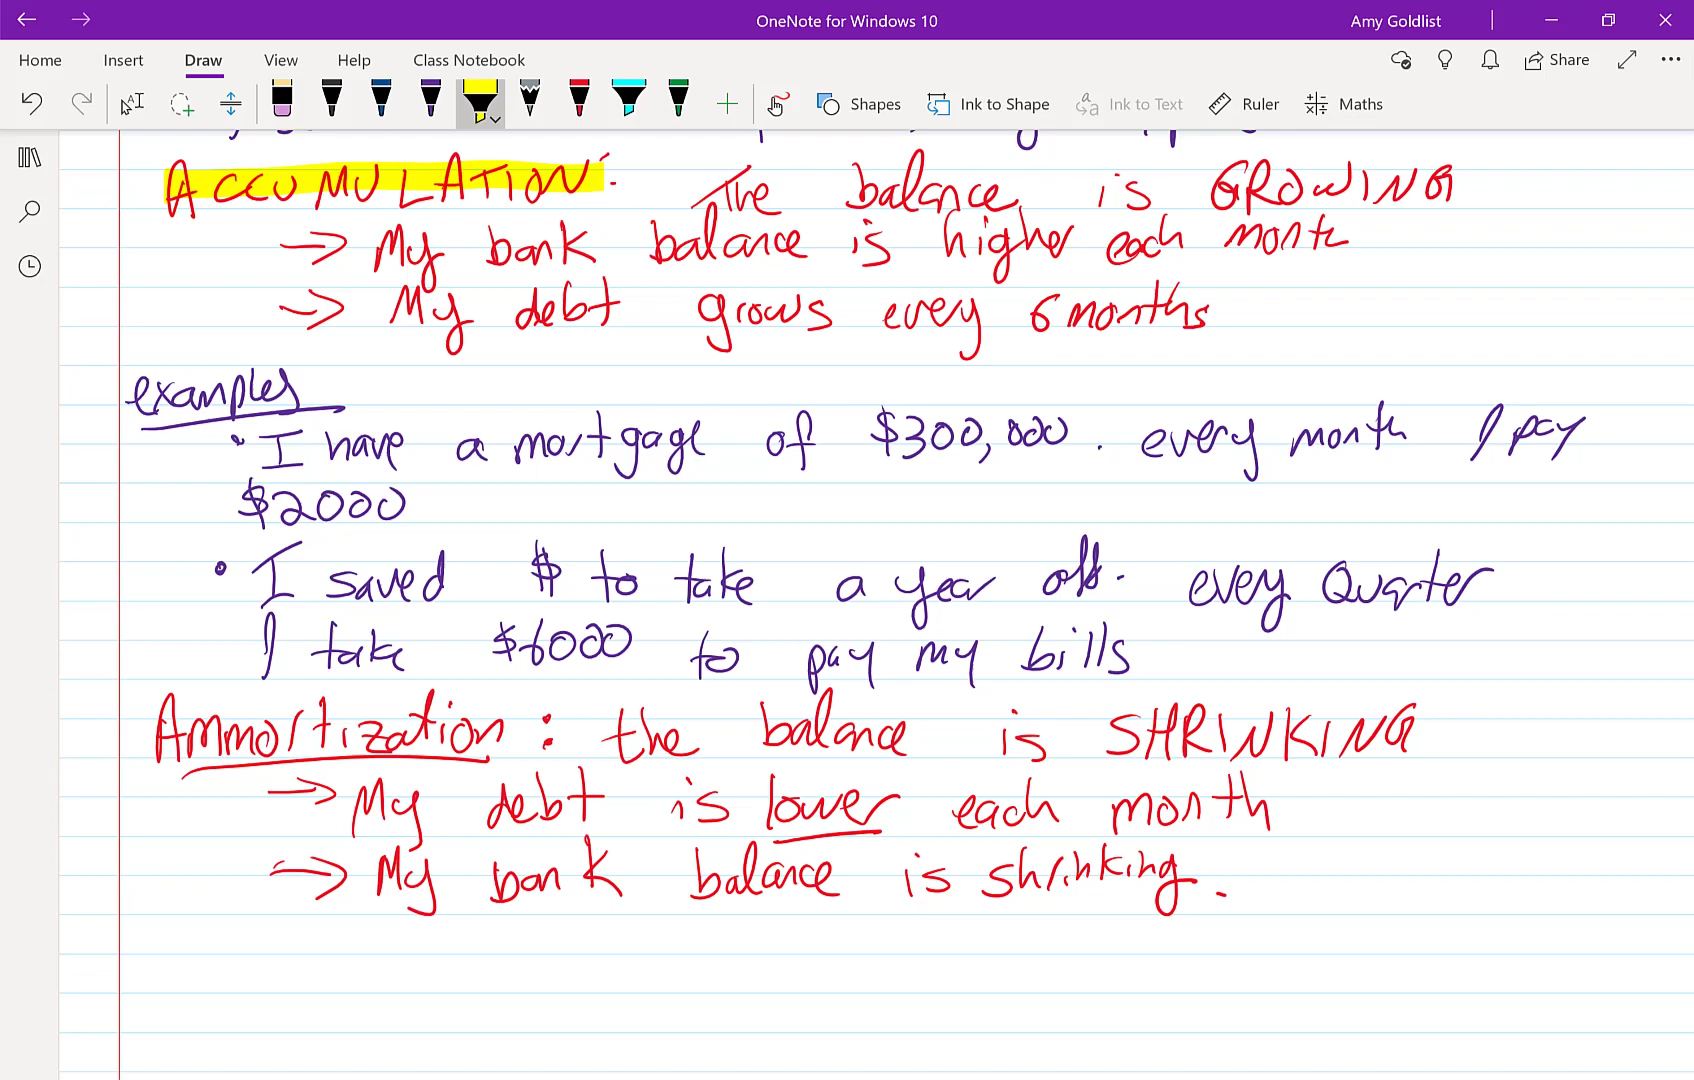 OneNote for Windows 10
Amy Goldlist
Home Insert Draw View Help Class Notebook
Share
Shapes Ink to Shape Ink to Text Ruler Maths
ACCUMULATION: The balance is GROWING
→ My bank balance is higher each month
→ My debt grows every 6 months
examples
• I have a mortgage of $300,000. every month I pay
$2000
• I saved $ to take a year off. every Quarter
I take $6000 to pay my bills
Ammortization: the balance is SHRINKING
→ My debt is lower each month
→ My bank balance is shrinking.